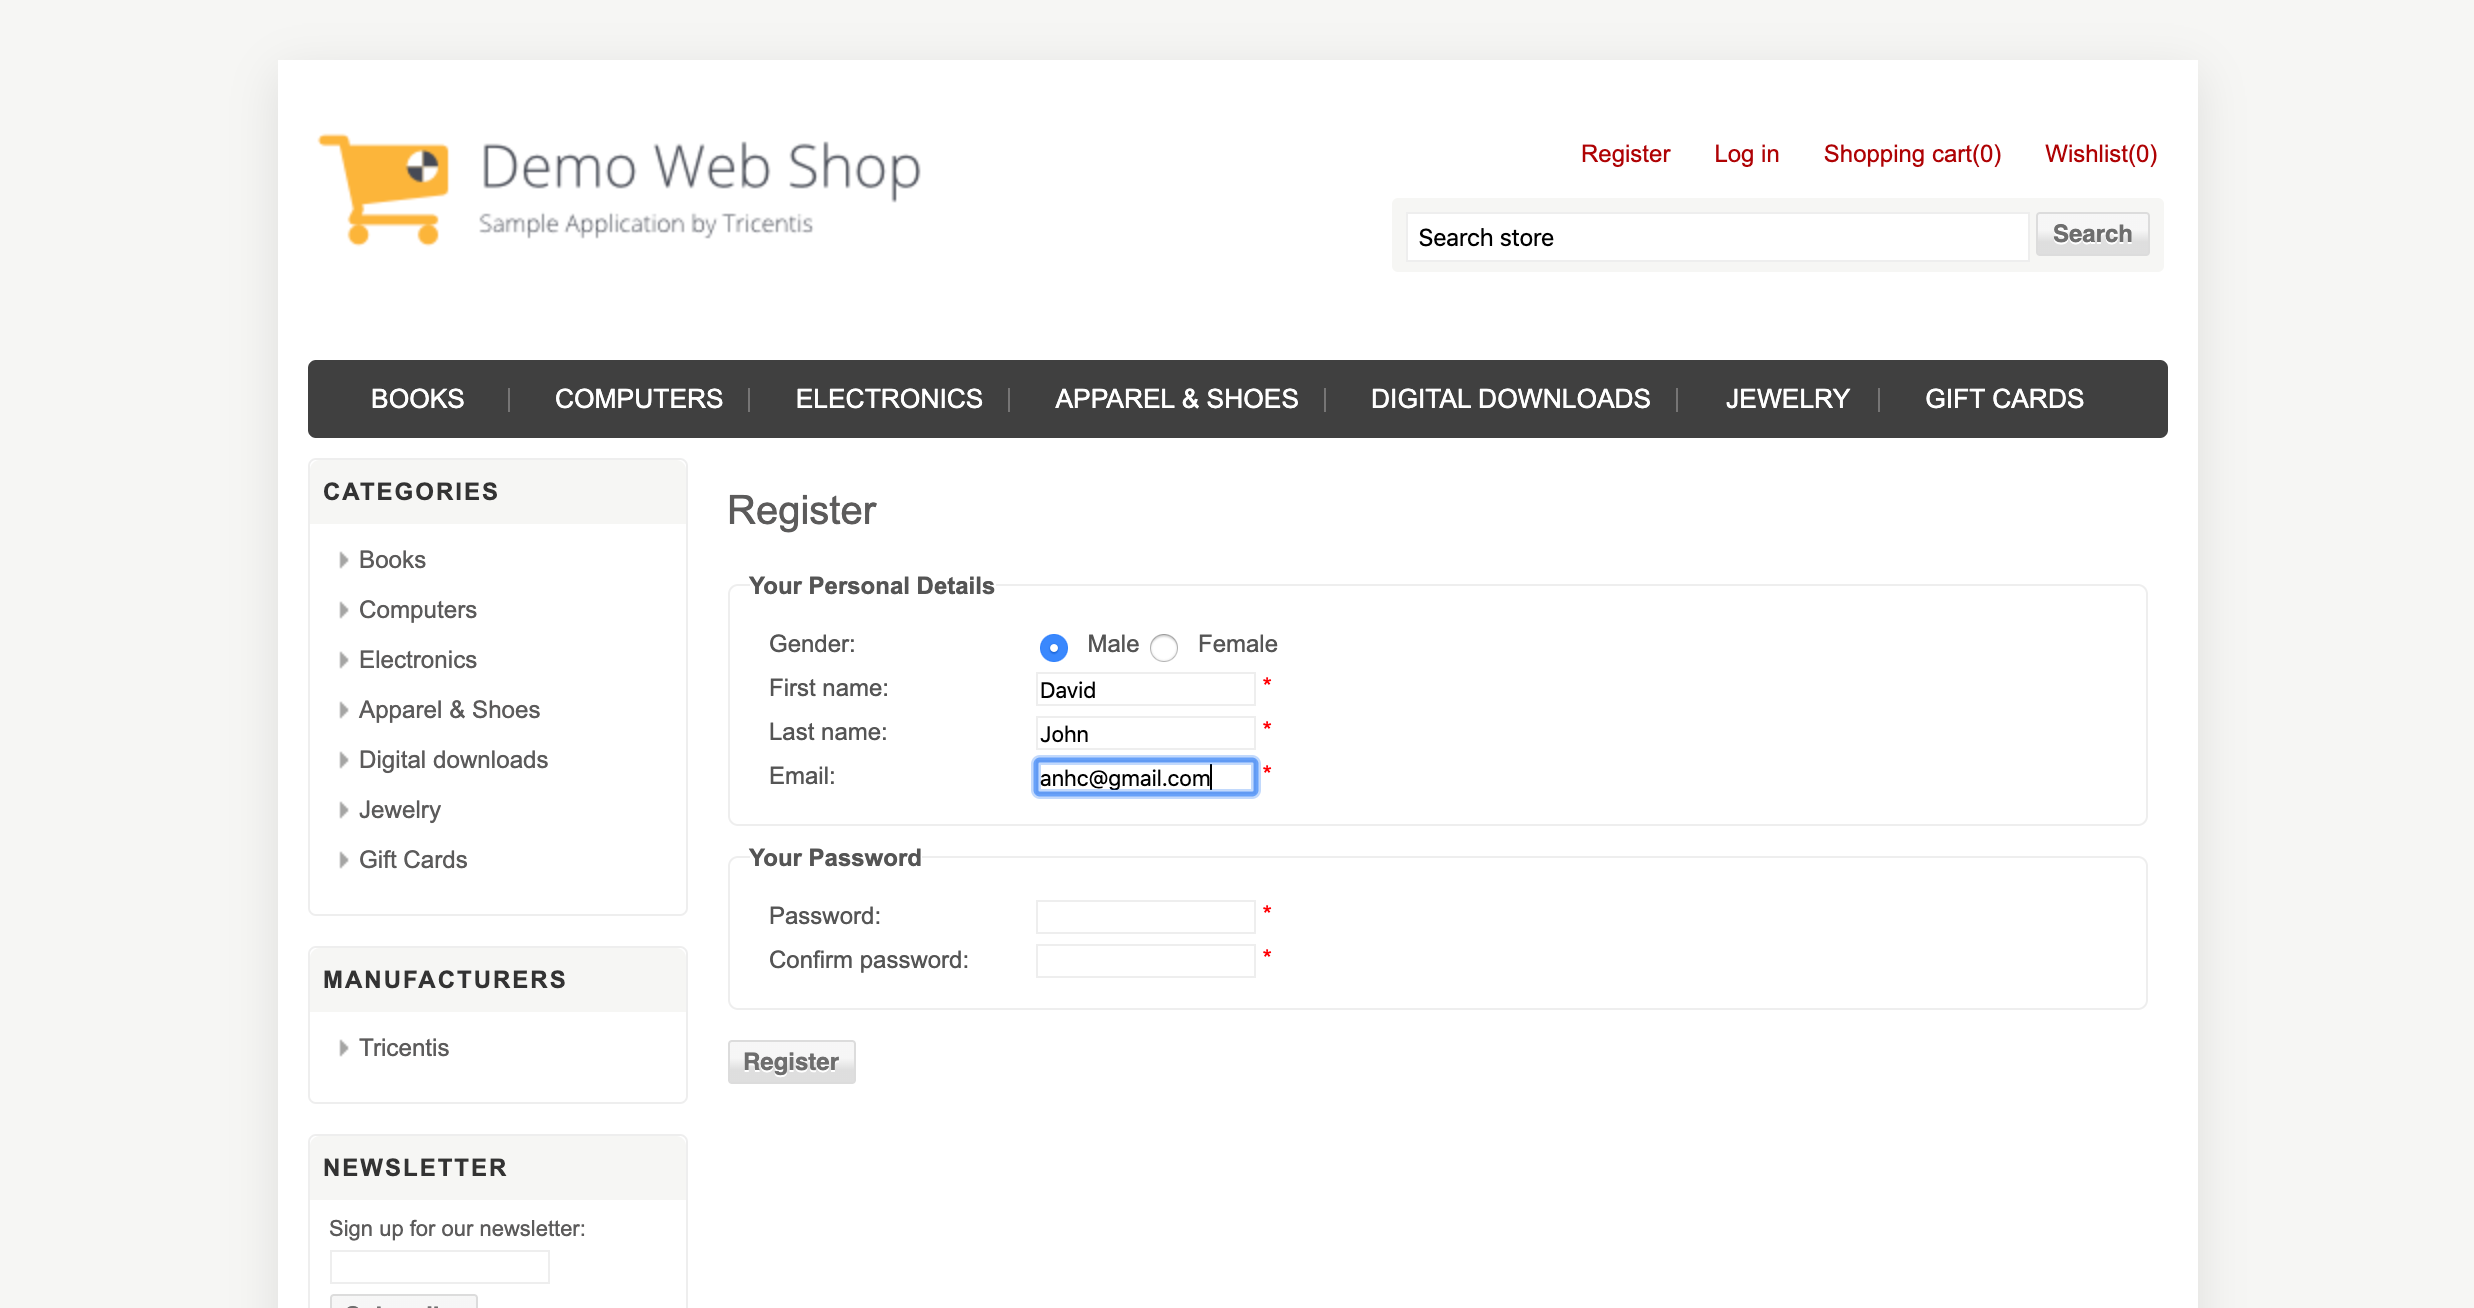 Demo Web Shop
Sample Application by Tricentis
Register Log in Shopping cart(0) Wishlist(0)
Search store Search
BOOKS COMPUTERS ELECTRONICS APPAREL & SHOES DIGITAL DOWNLOADS JEWELRY GIFT CARDS
CATEGORIES
Books
Computers
Electronics
Apparel & Shoes
Digital downloads
Jewelry
Gift Cards
MANUFACTURERS
Tricentis
NEWSLETTER
Sign up for our newsletter:
Register
Your Personal Details
Gender: Male Female
First name: David *
Last name: John *
Email: anhc@gmail.com *
Your Password
Password: *
Confirm password: *
Register